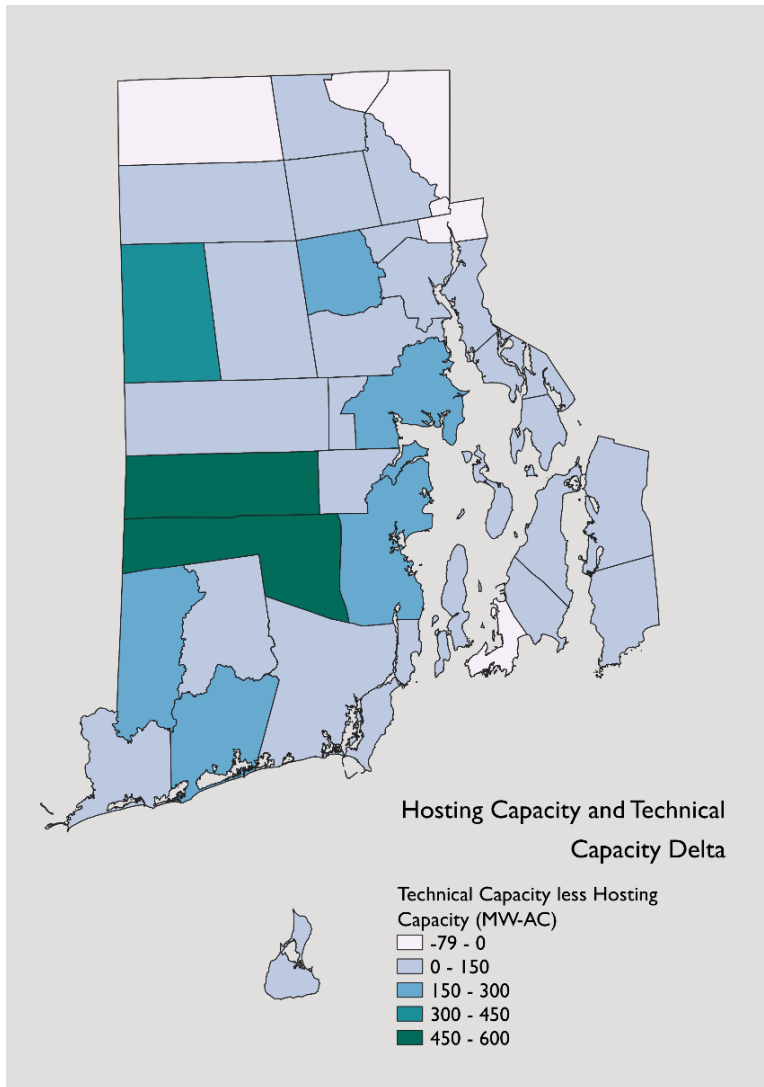 Hosting Capacity and Technical
Capacity Delta
Technical Capacity less Hosting
Capacity (MW-AC)
-79 - 0
0 - 150
150 - 300
300 - 450
450 - 600